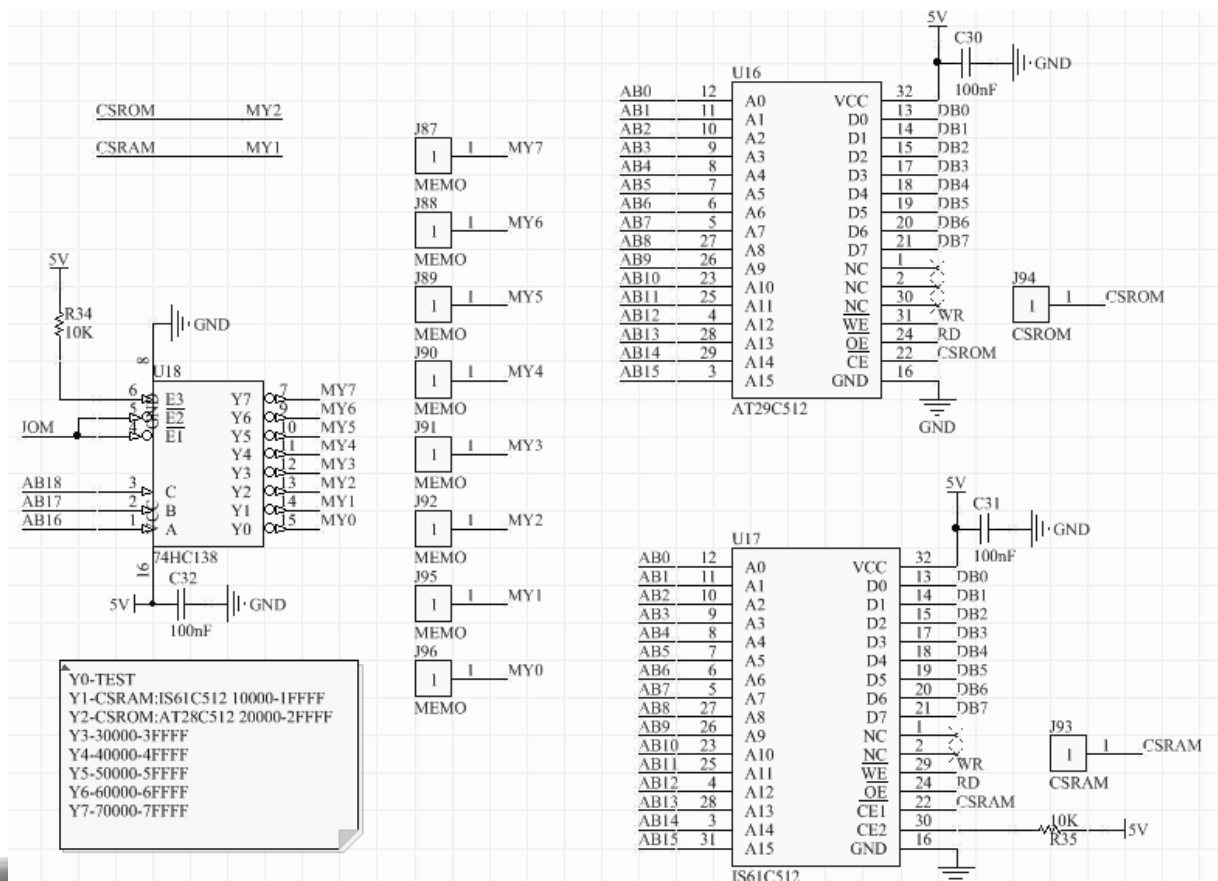 CSROM MY2
CSRAM MY1
5V
R34
10K
GND
8
U18
6 E3 Y7 7 MY7
5 E2 Y6 9 MY6
JOM 4 E1 Y5 10 MY5
Y4 11 MY4
Y3 12 MY3
AB18 3 C Y2 13 MY2
AB17 2 B Y1 14 MY1
AB16 1 A Y0 15 MY0
74HC138
16
C32
5V GND
100nF
Y0-TEST
Y1-CSRAM:IS61C512 10000-1FFFF
Y2-CSROM:AT28C512 20000-2FFFF
Y3-30000-3FFFF
Y4-40000-4FFFF
Y5-50000-5FFFF
Y6-60000-6FFFF
Y7-70000-7FFFF
J87
1 1 MY7
MEMO
J88
1 1 MY6
MEMO
J89
1 1 MY5
MEMO
J90
1 1 MY4
MEMO
J91
1 1 MY3
MEMO
J92
1 1 MY2
MEMO
J95
1 1 MY1
MEMO
J96
1 1 MY0
MEMO
5V
C30
GND
100nF
U16
AB0 12 A0 VCC 32
AB1 11 A1 D0 13 DB0
AB2 10 A2 D1 14 DB1
AB3 9 A3 D2 15 DB2
AB4 8 A4 D3 17 DB3
AB5 7 A5 D4 18 DB4
AB6 6 A6 D5 19 DB5
AB7 5 A7 D6 20 DB6
AB8 27 A8 D7 21 DB7
AB9 26 A9 NC 1
AB10 23 A10 NC 2
AB11 25 A11 NC 30
AB12 4 A12 WE 31 WR
AB13 28 A13 OE 24 RD
AB14 29 A14 CE 22 CSROM
AB15 3 A15 GND 16
AT29C512
GND
J94
1 1 CSROM
CSROM
5V
C31
GND
100nF
U17
AB0 12 A0 VCC 32
AB1 11 A1 D0 13 DB0
AB2 10 A2 D1 14 DB1
AB3 9 A3 D2 15 DB2
AB4 8 A4 D3 17 DB3
AB5 7 A5 D4 18 DB4
AB6 6 A6 D5 19 DB5
AB7 5 A7 D6 20 DB6
AB8 27 A8 D7 21 DB7
AB9 26 A9 NC 1
AB10 23 A10 NC 2
AB11 25 A11 WE 29 WR
AB12 4 A12 OE 24 RD
AB13 28 A13 CE1 22 CSRAM
AB14 3 A14 CE2 30
AB15 31 A15 GND 16
IS61C512
10K
R35
5V
J93
1 1 CSRAM
CSRAM